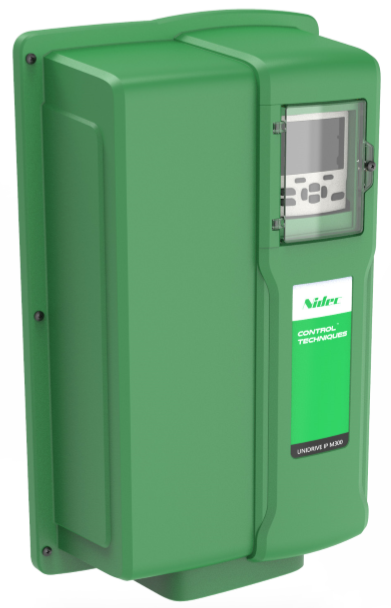 Nidec
CONTROL
TECHNIQUES
UNIDRIVE IP M300